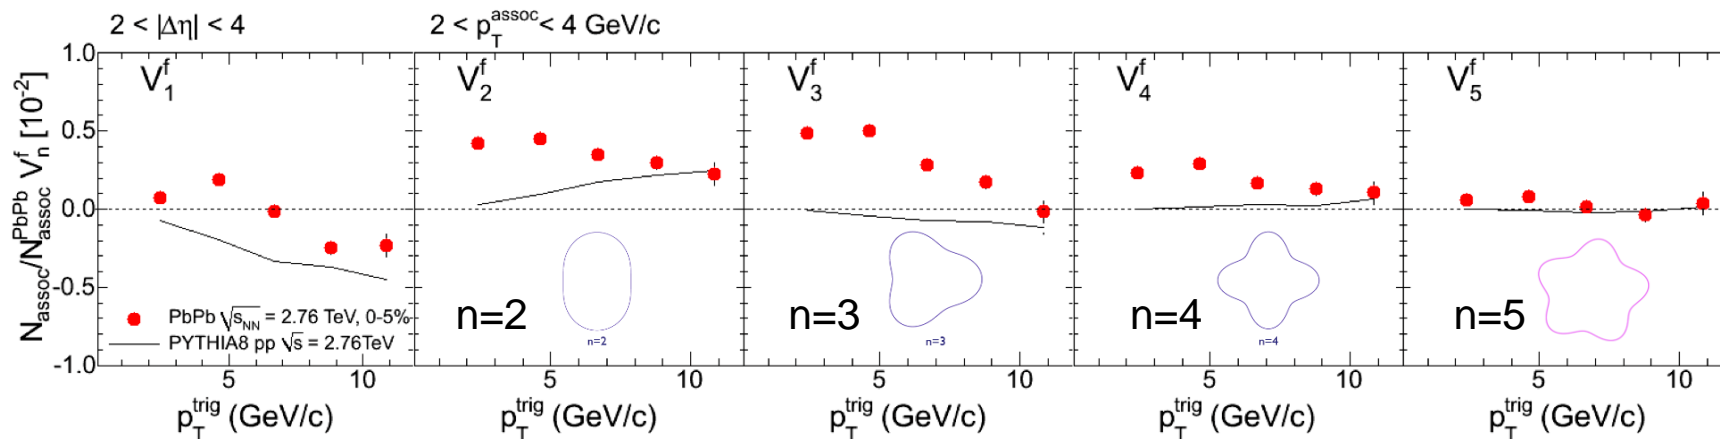 2 < |Δη| < 4
2 < p_T^assoc < 4 GeV/c
N_assoc/N_assoc^PbPb V_n^f [10^-2]
1.0
0.5
0.0
-0.5
-1.0
V_1^f
PbPb √s_NN = 2.76 TeV, 0-5%
PYTHIA8 pp √s = 2.76TeV
5 10
p_T^trig (GeV/c)
V_2^f
n=2
n=2
5 10
p_T^trig (GeV/c)
V_3^f
n=3
n=3
5 10
p_T^trig (GeV/c)
V_4^f
n=4
n=4
5 10
p_T^trig (GeV/c)
V_5^f
n=5
5 10
p_T^trig (GeV/c)